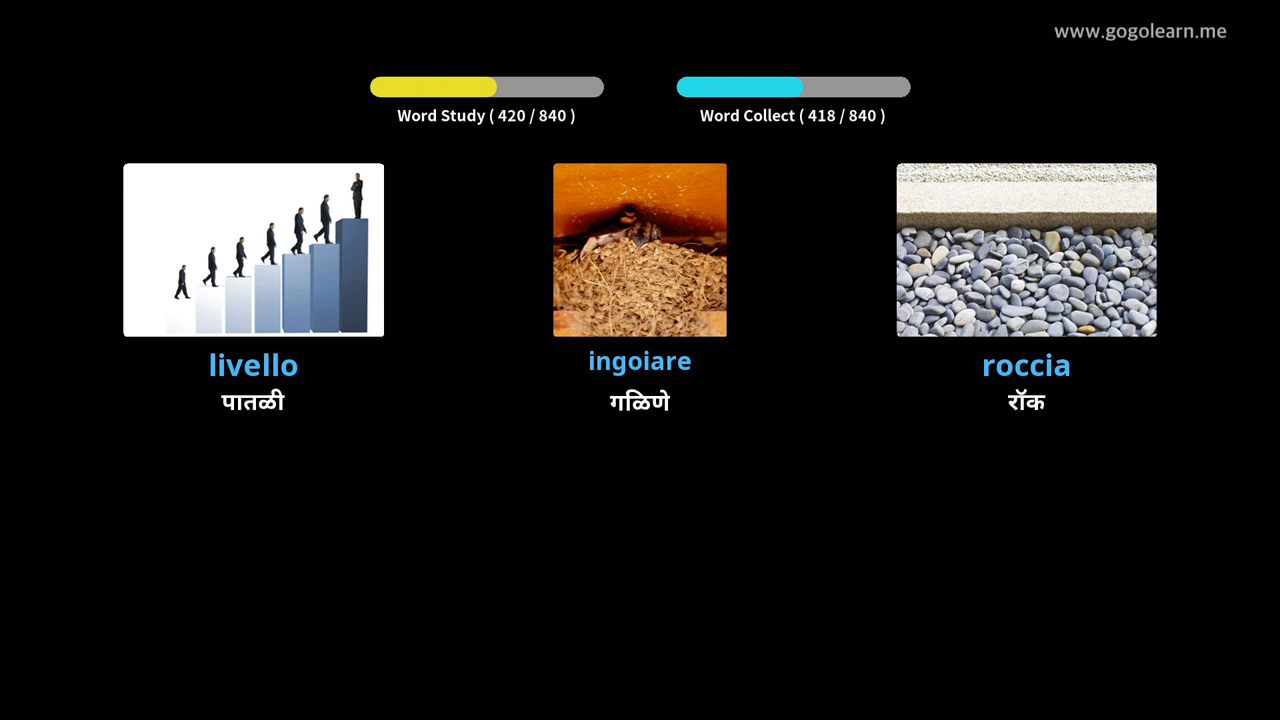 www.gogolearn.me
Word Study ( 420 / 840 )
Word Collect ( 418 / 840 )
livello
ingoiare
roccia
पातळी
गळिणे
रॉक